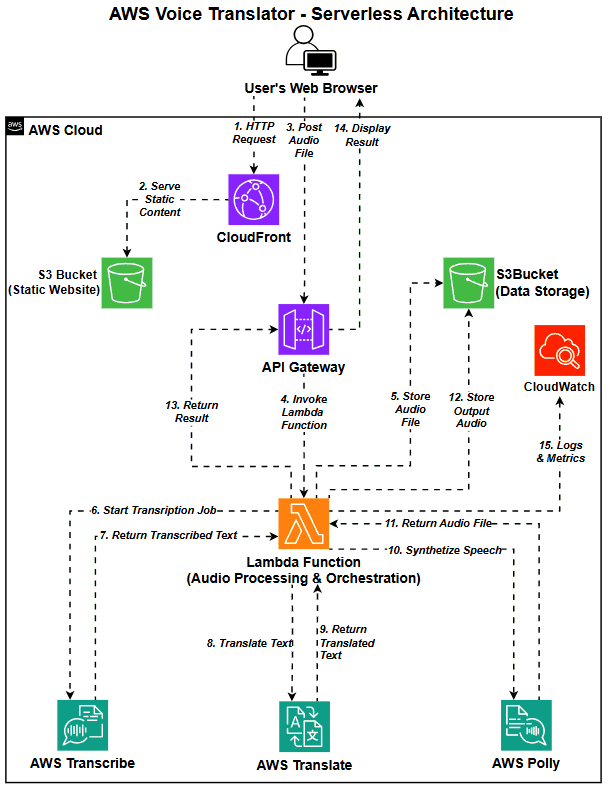 AWS Voice Translator - Serverless Architecture
User's Web Browser
aws
AWS Cloud
1. HTTP
Request
3. Post
Audio
File
14. Display
Result
2. Serve
Static
Content
CloudFront
S3 Bucket
(Static Website)
S3Bucket
(Data Storage)
API Gateway
CloudWatch
13. Return
Result
4. Invoke
Lambda
Function
5. Store
Audio
File
12. Store
Output
Audio
15. Logs
& Metrics
6. Start Transription Job
7. Return Transcribed Text
11. Return Audio File
10. Synthetize Speech
Lambda Function
(Audio Processing & Orchestration)
8. Translate Text
9. Return
Translated
Text
A
文
AWS Transcribe
AWS Translate
AWS Polly